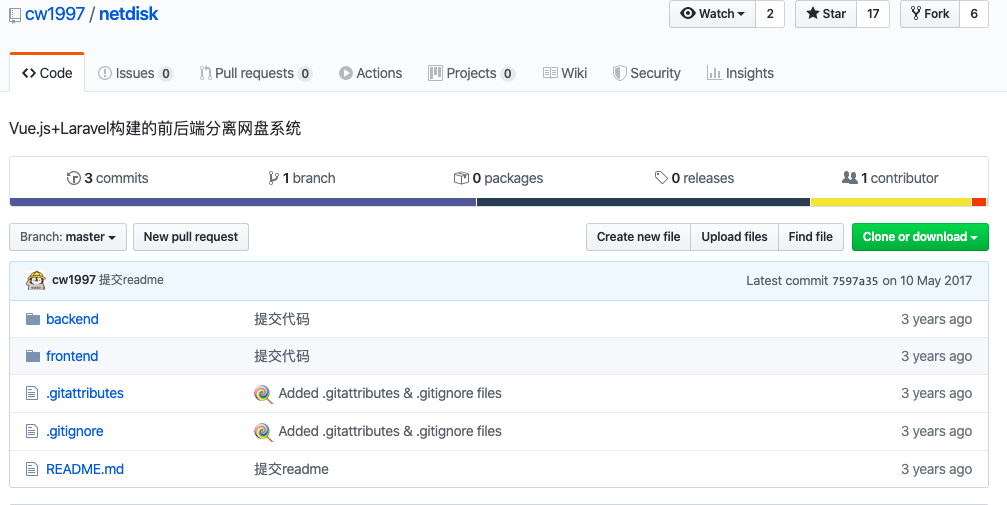 cw1997 / netdisk Watch 2 Star 17 Fork 6
Code Issues 0 Pull requests 0 Actions Projects 0 Wiki Security Insights
Vue.js+Laravel构建的前后端分离网盘系统
3 commits 1 branch 0 packages 0 releases 1 contributor
Branch: master New pull request Create new file Upload files Find file Clone or download
cw1997 提交readme Latest commit 7597a35 on 10 May 2017
backend 提交代码 3 years ago
frontend 提交代码 3 years ago
.gitattributes Added .gitattributes & .gitignore files 3 years ago
.gitignore Added .gitattributes & .gitignore files 3 years ago
README.md 提交readme 3 years ago